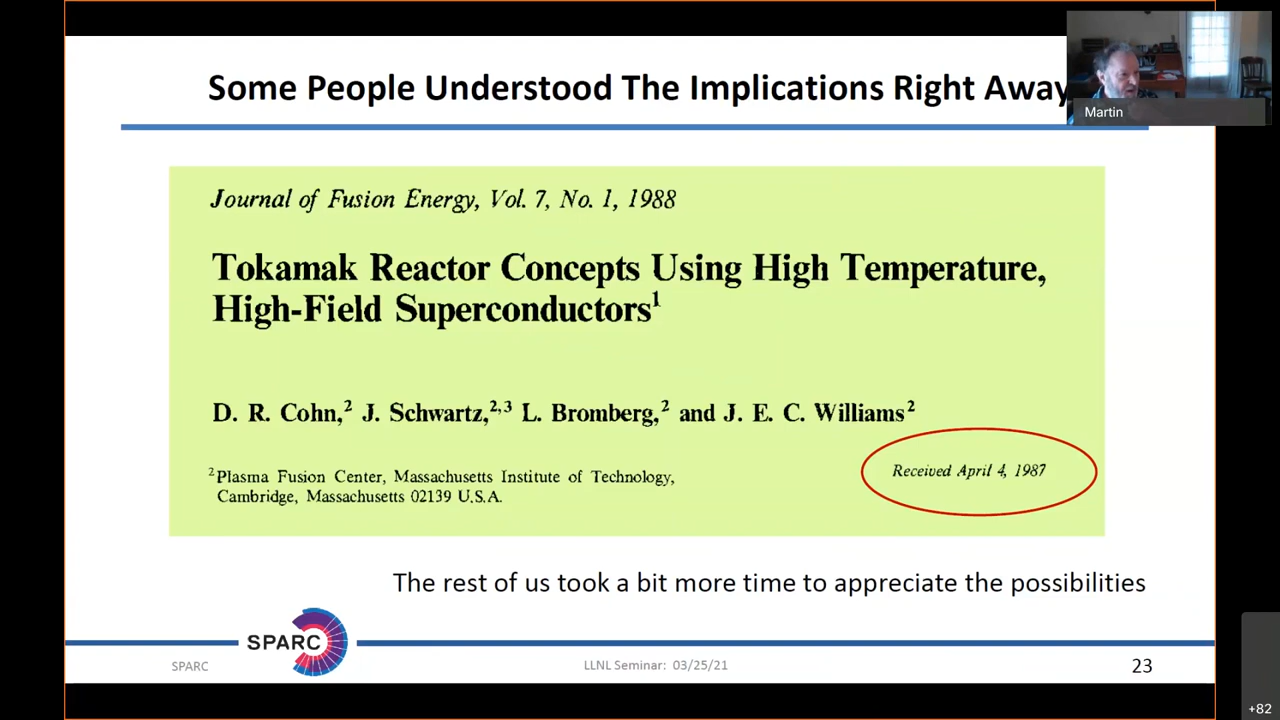 Some People Understood The Implications Right Away
Martin
Journal of Fusion Energy, Vol. 7, No. 1, 1988
Tokamak Reactor Concepts Using High Temperature,
High-Field Superconductors¹
D. R. Cohn,² J. Schwartz,²,³ L. Bromberg,² and J. E. C. Williams²
Received April 4, 1987
²Plasma Fusion Center, Massachusetts Institute of Technology,
Cambridge, Massachusetts 02139 U.S.A.
The rest of us took a bit more time to appreciate the possibilities
SPARC
SPARC
LLNL Seminar: 03/25/21
23
+82